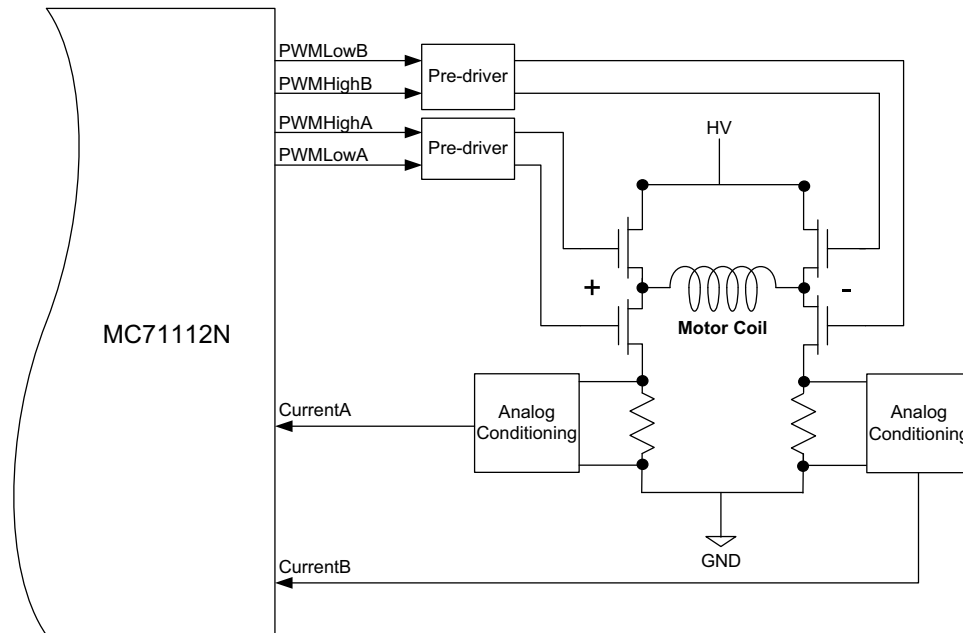 PWMLowB
PWMHighB
PWMHighA
PWMLowA
Pre-driver
Pre-driver
HV
+
-
Motor Coil
MC71112N
CurrentA
Analog
Conditioning
Analog
Conditioning
GND
CurrentB